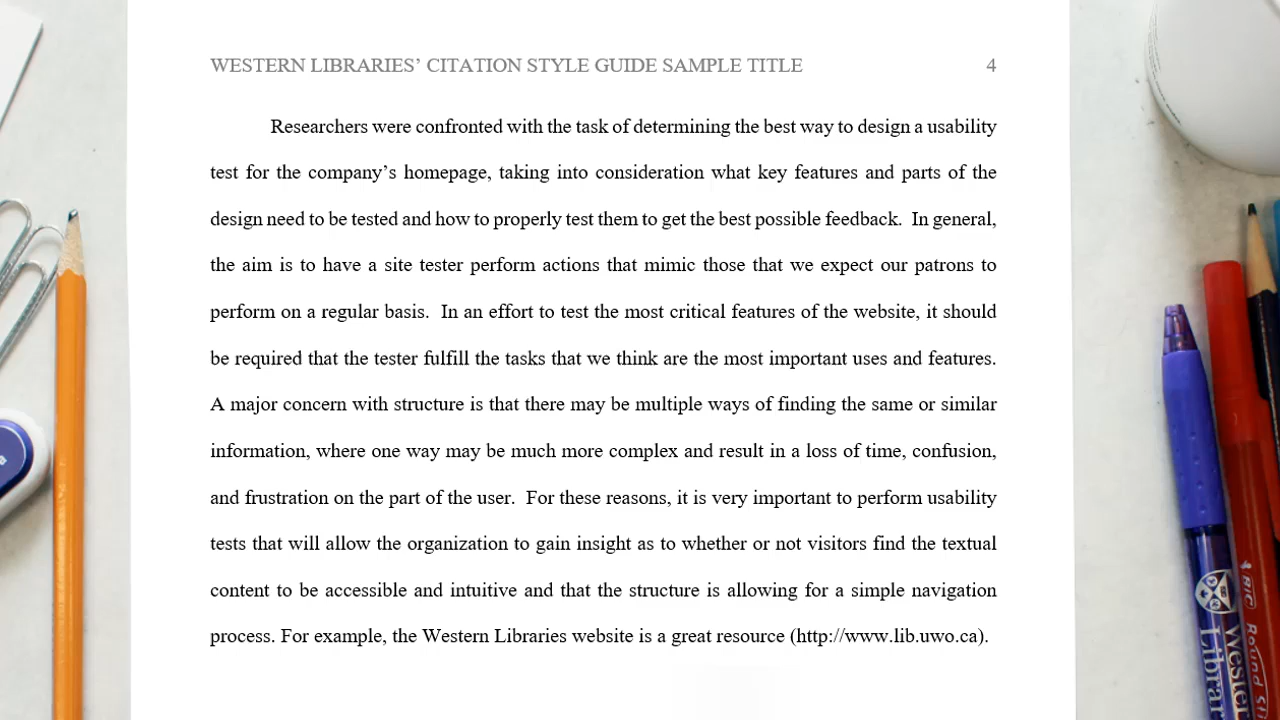 WESTERN LIBRARIES’ CITATION STYLE GUIDE SAMPLE TITLE 4
Researchers were confronted with the task of determining the best way to design a usability
test for the company’s homepage, taking into consideration what key features and parts of the
design need to be tested and how to properly test them to get the best possible feedback.  In general,
the aim is to have a site tester perform actions that mimic those that we expect our patrons to
perform on a regular basis.  In an effort to test the most critical features of the website, it should
be required that the tester fulfill the tasks that we think are the most important uses and features.
A major concern with structure is that there may be multiple ways of finding the same or similar
information, where one way may be much more complex and result in a loss of time, confusion,
and frustration on the part of the user.  For these reasons, it is very important to perform usability
tests that will allow the organization to gain insight as to whether or not visitors find the textual
content to be accessible and intuitive and that the structure is allowing for a simple navigation
process. For example, the Western Libraries website is a great resource (http://www.lib.uwo.ca).
Wester
Librar
BIC
Round St